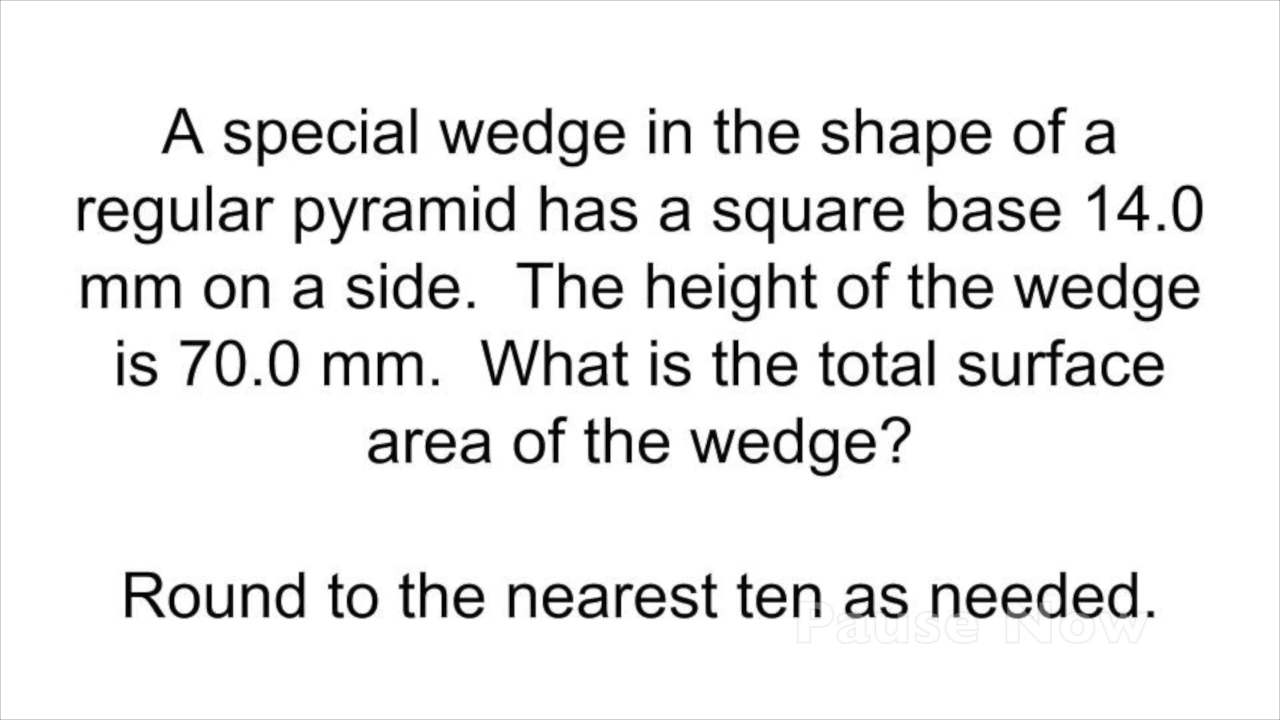 A special wedge in the shape of a
regular pyramid has a square base 14.0
mm on a side.  The height of the wedge
is 70.0 mm.  What is the total surface
area of the wedge?
Round to the nearest ten as needed.
Pause Now